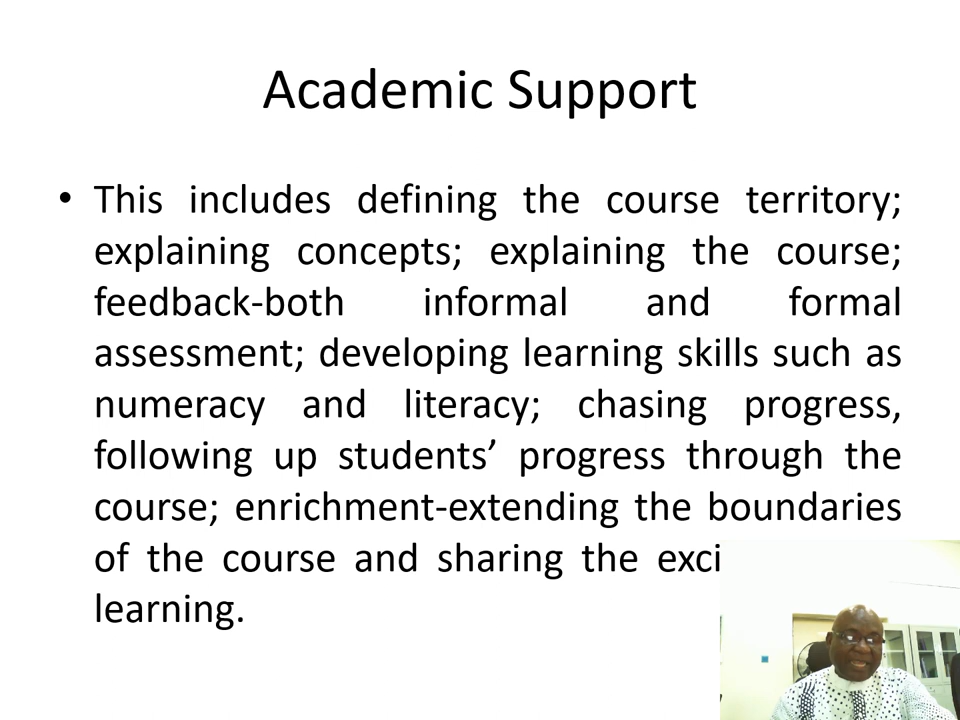 Academic Support
• This includes defining the course territory;
explaining concepts; explaining the course;
feedback-both informal and formal
assessment; developing learning skills such as
numeracy and literacy; chasing progress,
following up students’ progress through the
course; enrichment-extending the boundaries
of the course and sharing the exci
learning.